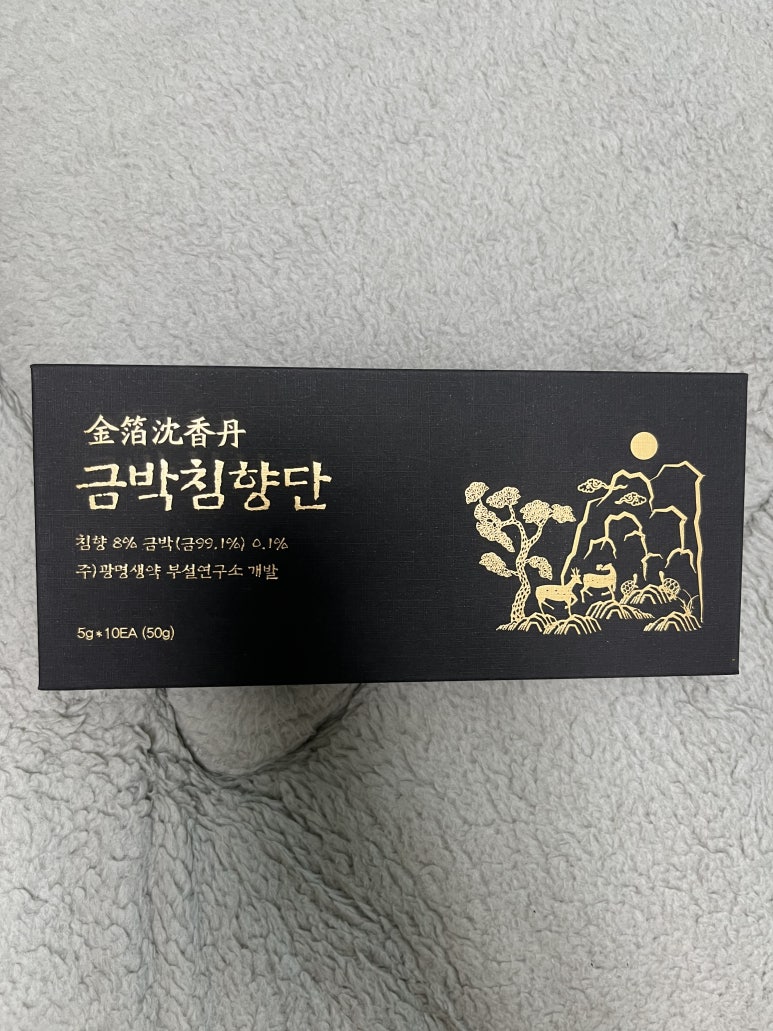 金箔沈香丹
금박침향단
침향 8% 금박(금99.1%) 0.1%
주)광명생약 부설연구소 개발
5g*10EA (50g)